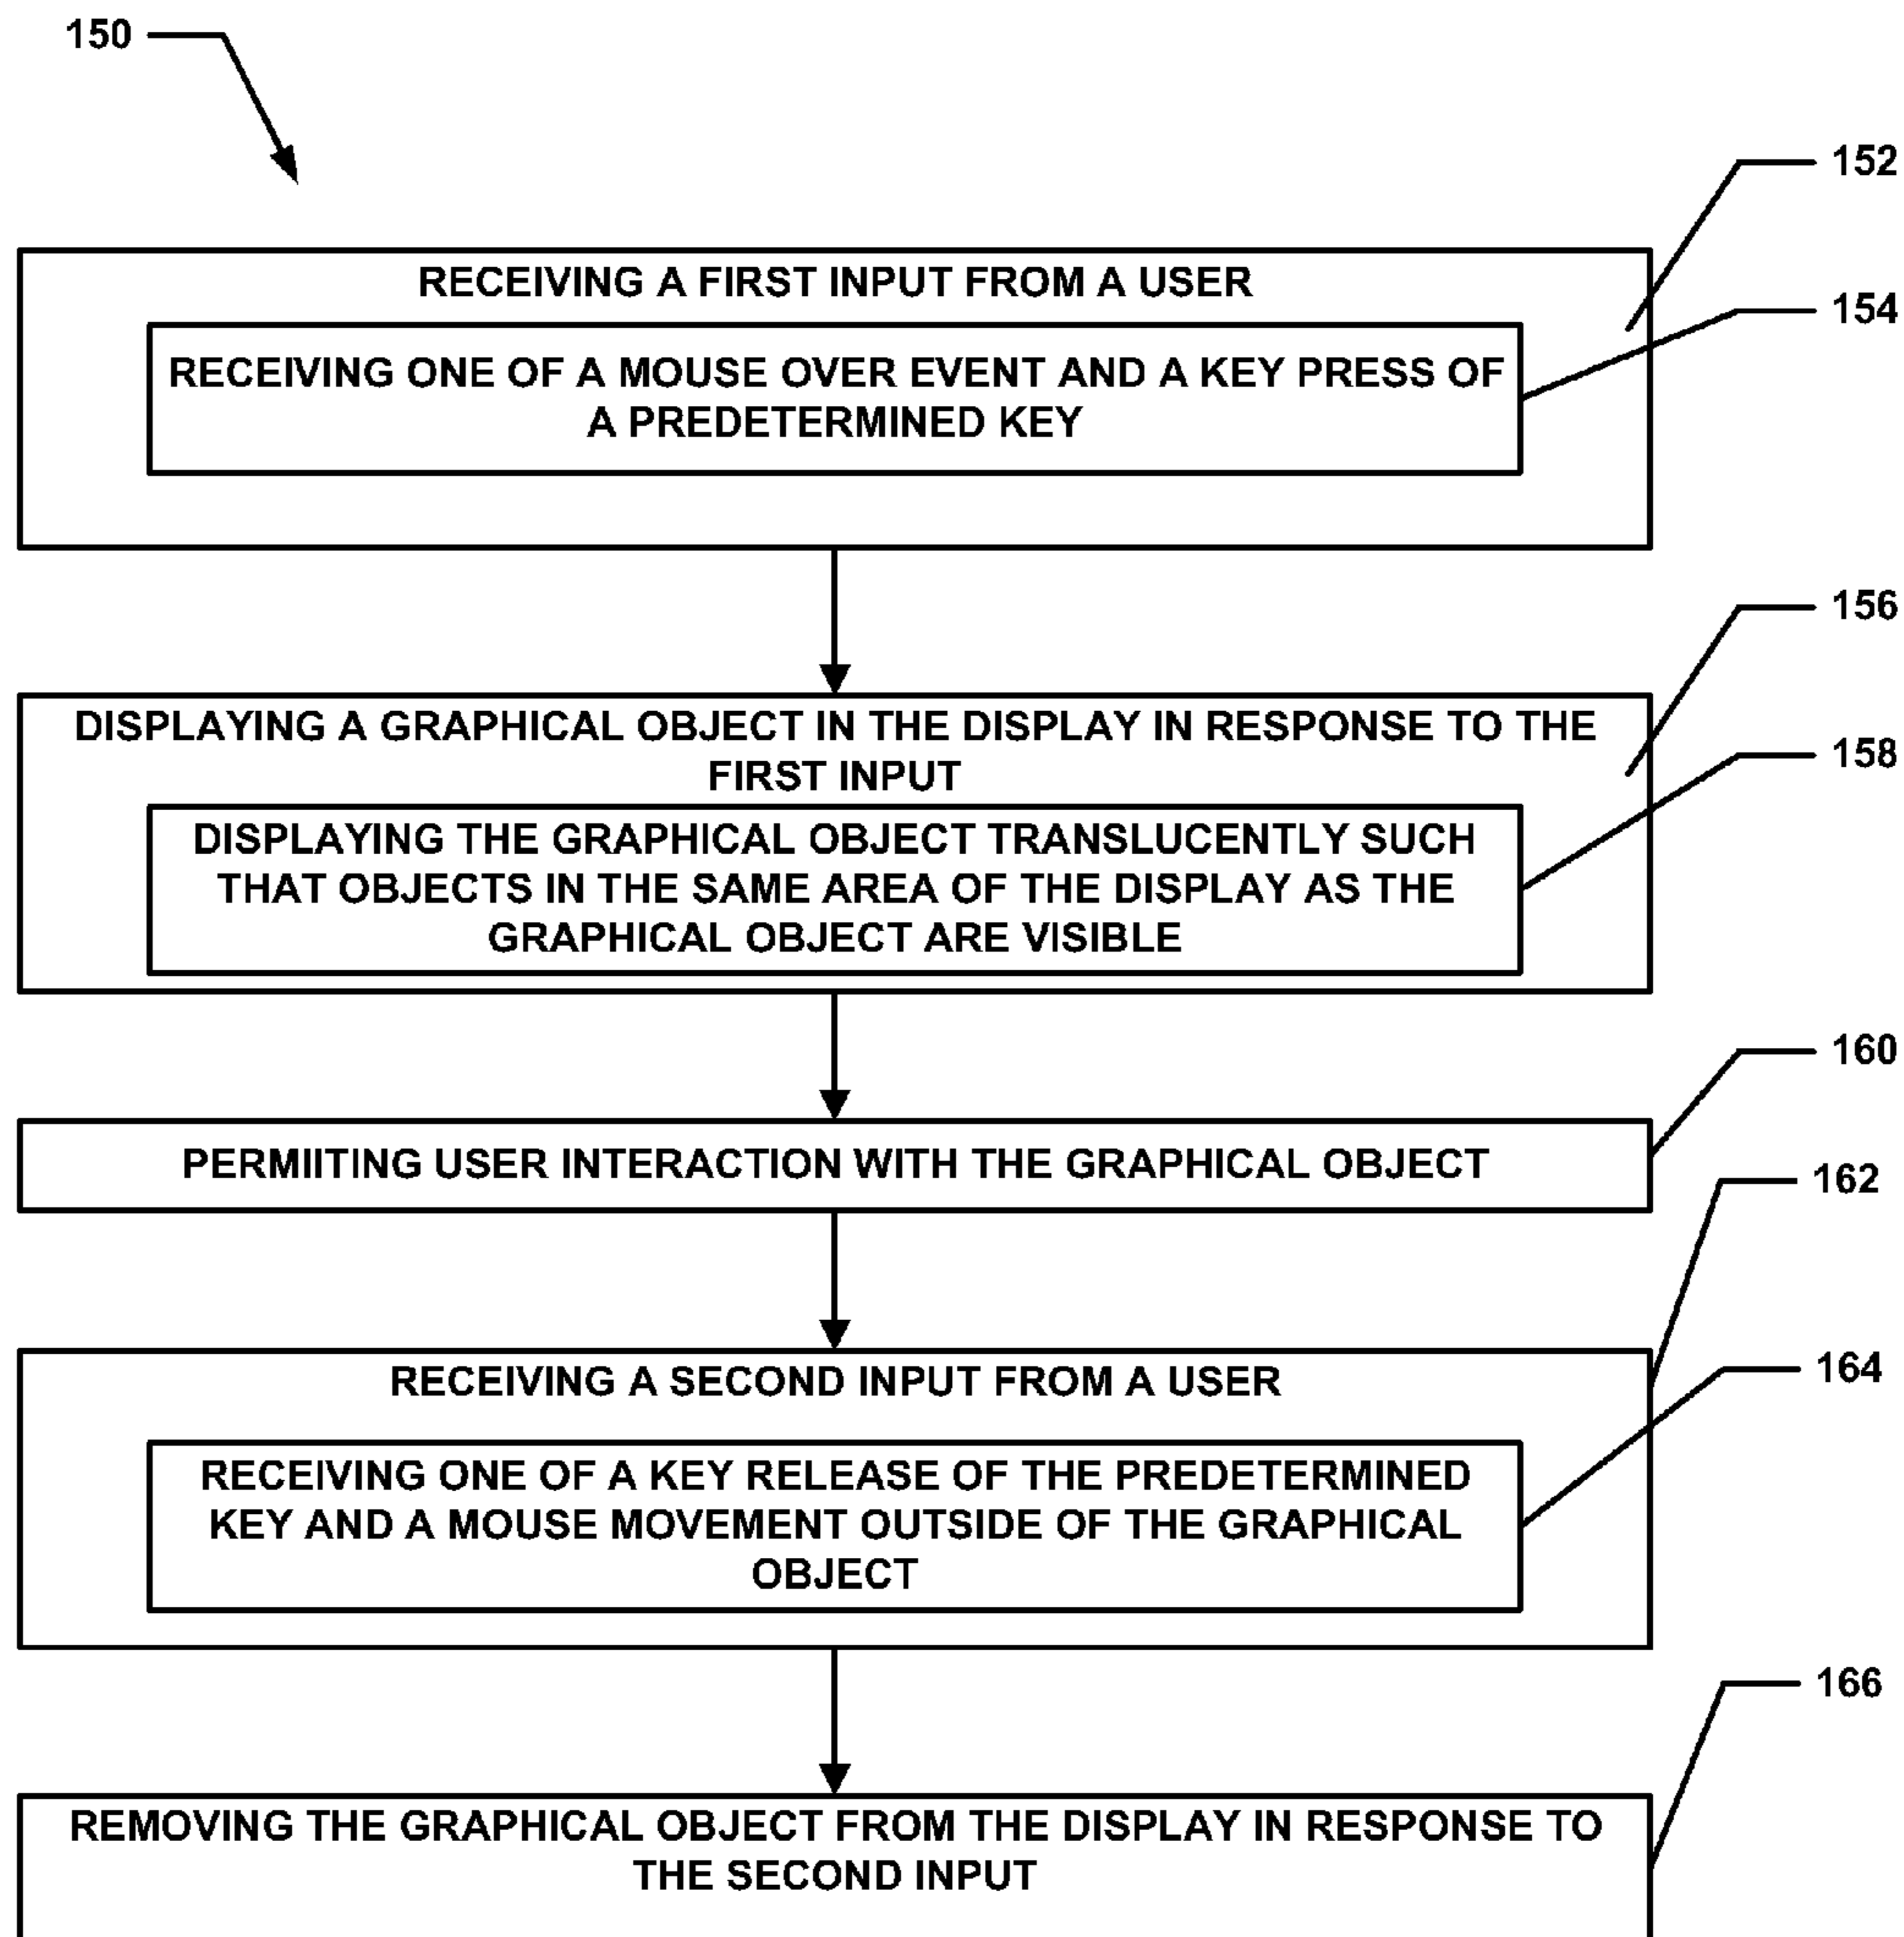 150
152
RECEIVING A FIRST INPUT FROM A USER
154
RECEIVING ONE OF A MOUSE OVER EVENT AND A KEY PRESS OF
A PREDETERMINED KEY
156
DISPLAYING A GRAPHICAL OBJECT IN THE DISPLAY IN RESPONSE TO THE
FIRST INPUT
158
DISPLAYING THE GRAPHICAL OBJECT TRANSLUCENTLY SUCH
THAT OBJECTS IN THE SAME AREA OF THE DISPLAY AS THE
GRAPHICAL OBJECT ARE VISIBLE
160
PERMIITING USER INTERACTION WITH THE GRAPHICAL OBJECT
162
RECEIVING A SECOND INPUT FROM A USER
164
RECEIVING ONE OF A KEY RELEASE OF THE PREDETERMINED
KEY AND A MOUSE MOVEMENT OUTSIDE OF THE GRAPHICAL
OBJECT
166
REMOVING THE GRAPHICAL OBJECT FROM THE DISPLAY IN RESPONSE TO
THE SECOND INPUT